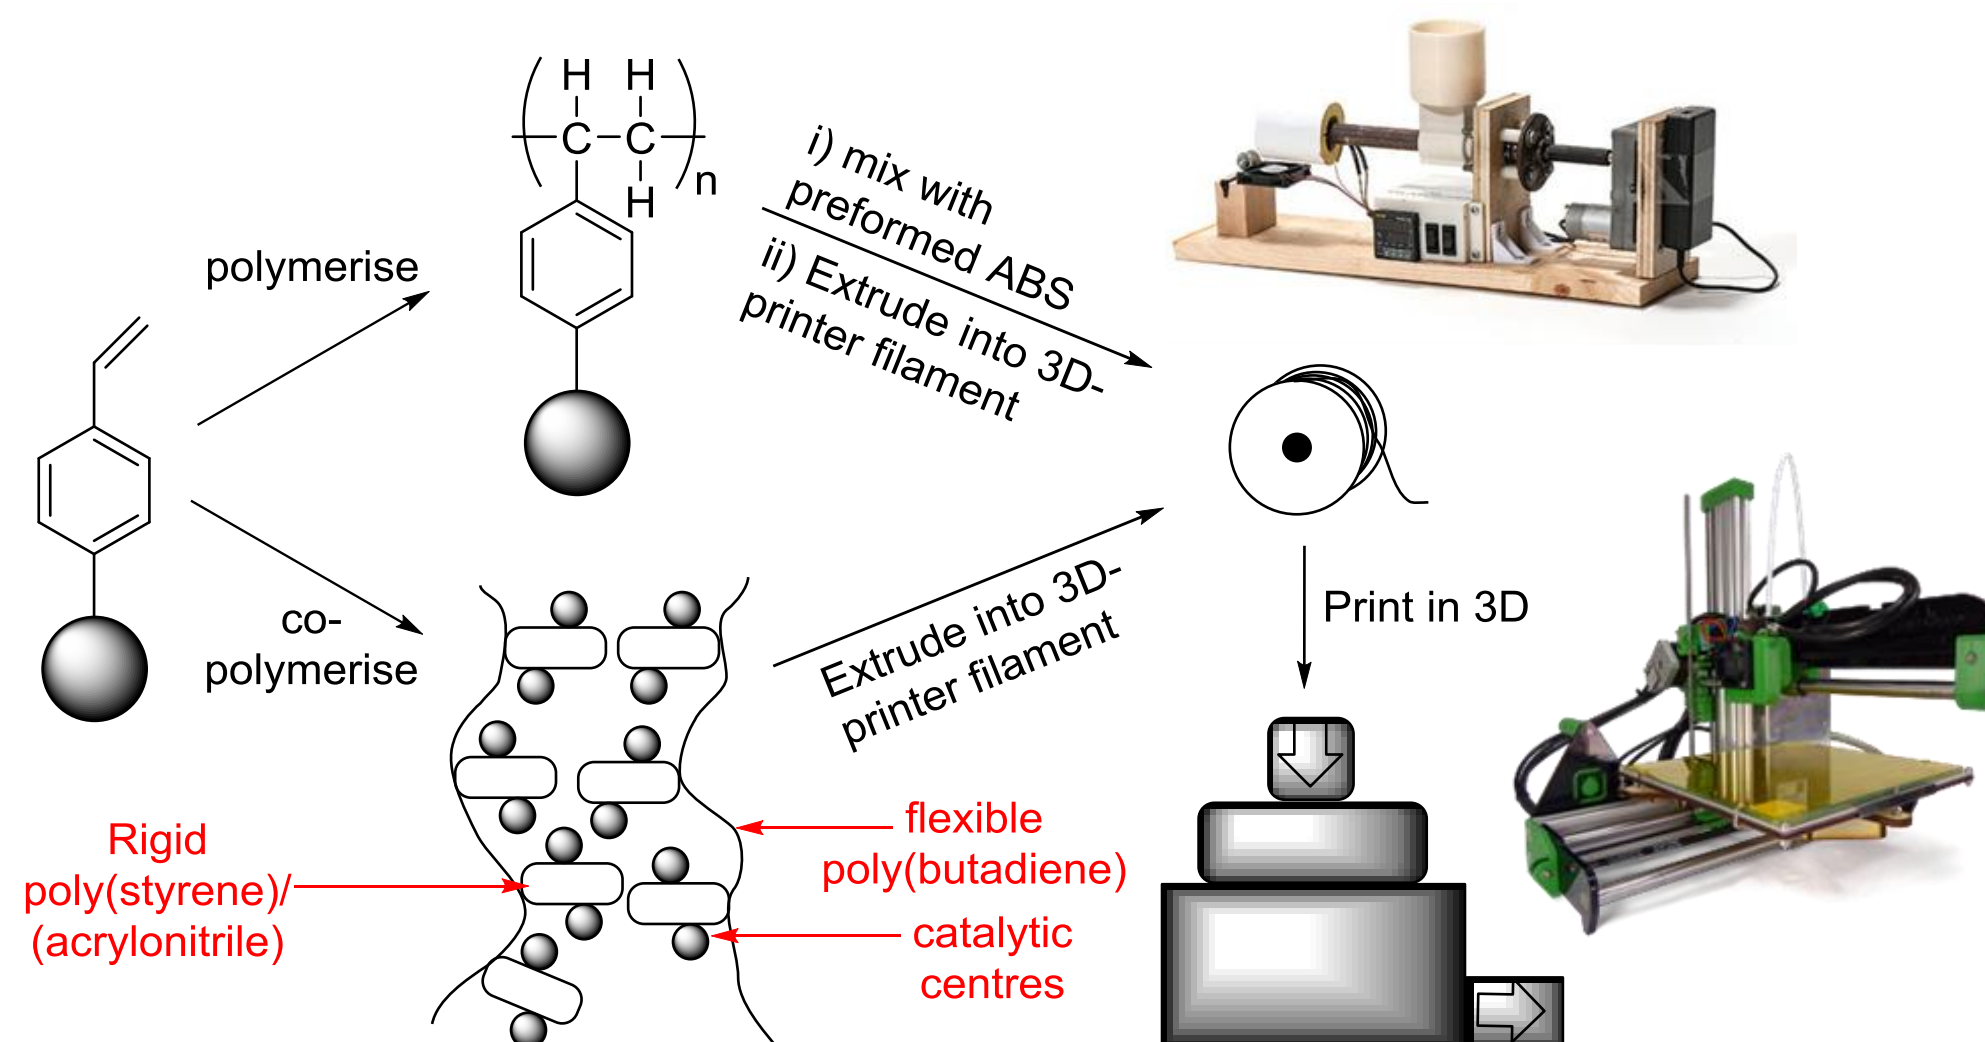 H H
C C
H
n
polymerise
i) mix with
preformed ABS
ii) Extrude into 3D-
printer filament
co-
polymerise
Extrude into 3D-
printer filament
Print in 3D
Rigid
poly(styrene)/
(acrylonitrile)
flexible
poly(butadiene)
catalytic
centres